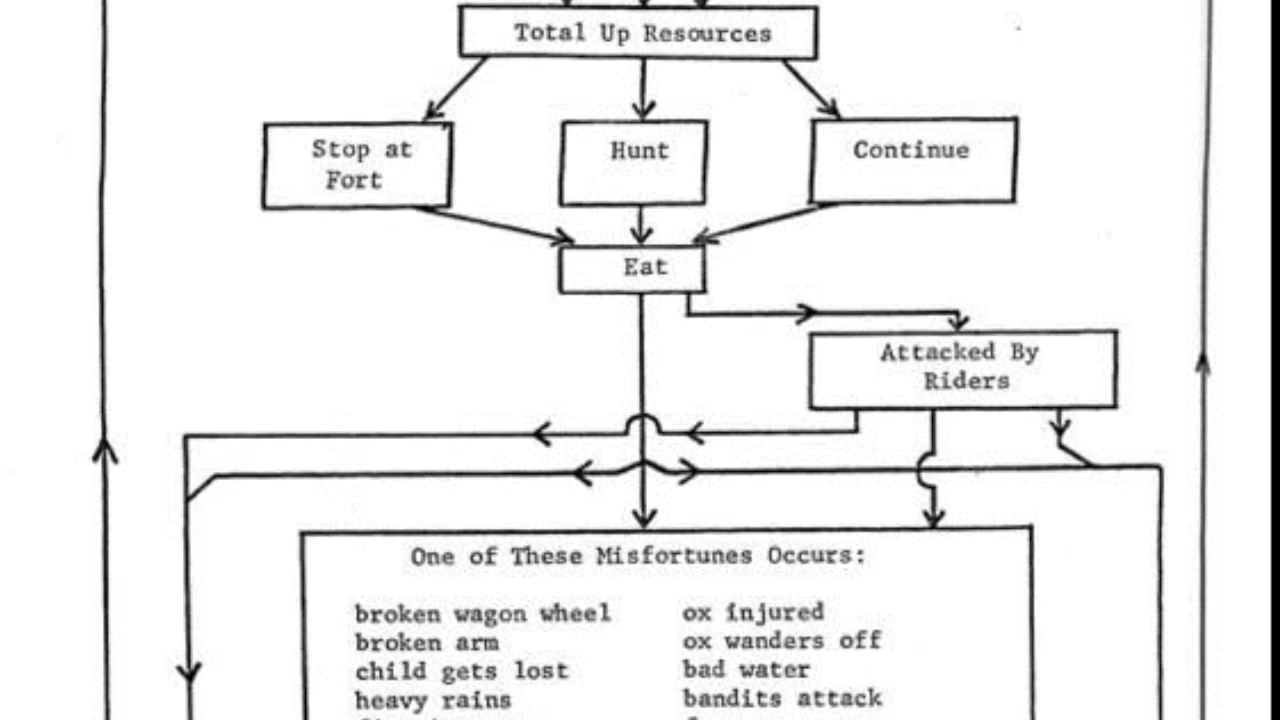 Total Up Resources
Stop at
Fort
Hunt
Continue
Eat
Attacked By
Riders
One of These Misfortunes Occurs:
broken wagon wheel
ox injured
broken arm
ox wanders off
child gets lost
bad water
heavy rains
bandits attack